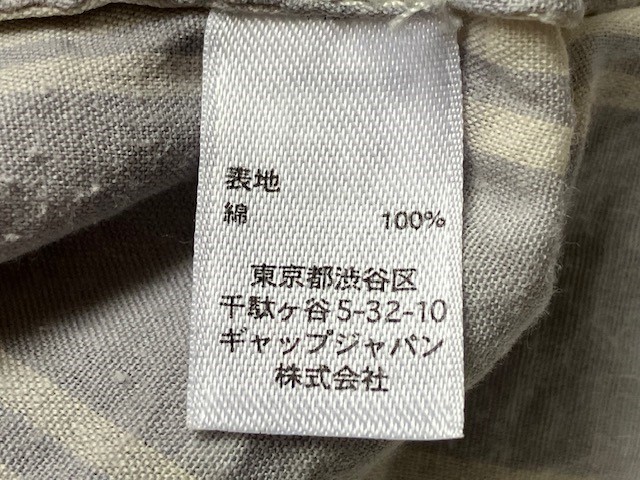 表地
綿 100%
東京都渋谷区
千駄ヶ谷5-32-10
ギャップジャパン
株式会社